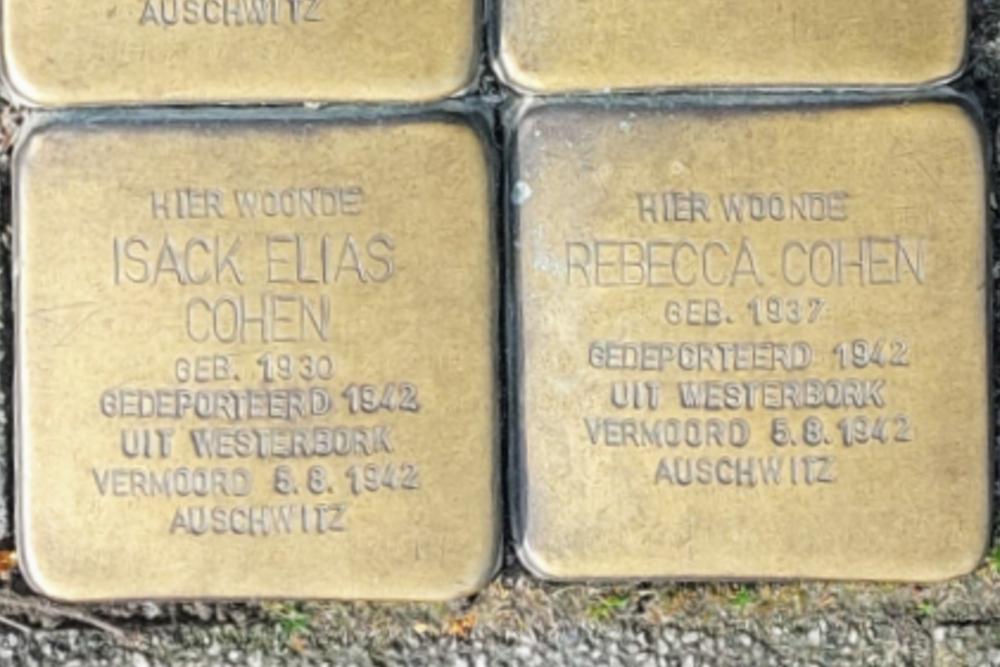 AUSCHWITZ
HIER WOONDE
ISACK ELIAS
COHEN
GEB. 1930
GEDEPORTEERD 1942
UIT WESTERBORK
VERMOORD 5.8.1942
AUSCHWITZ
HIER WOONDE
REBECCA COHEN
GEB. 1937
GEDEPORTEERD 1942
UIT WESTERBORK
VERMOORD 5.8.1942
AUSCHWITZ